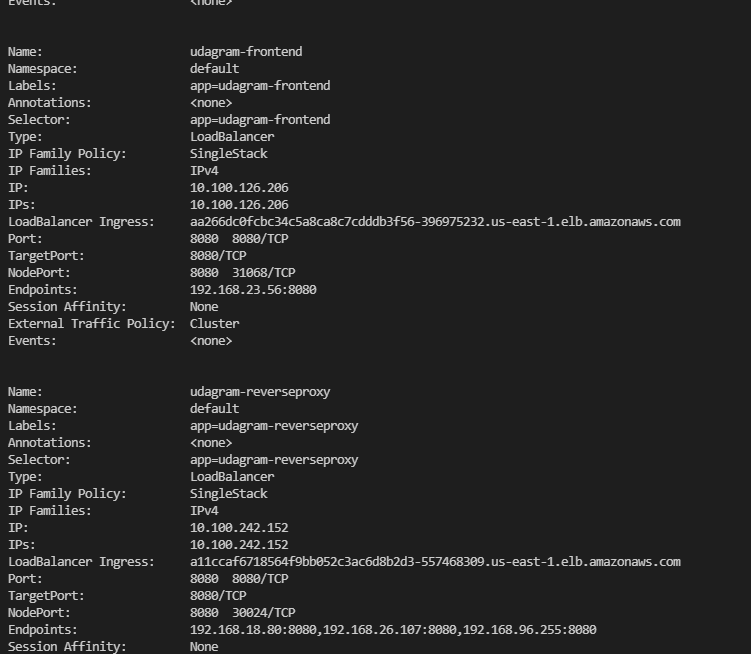 Events: <none>
Name: udagram-frontend
Namespace: default
Labels: app=udagram-frontend
Annotations: <none>
Selector: app=udagram-frontend
Type: LoadBalancer
IP Family Policy: SingleStack
IP Families: IPv4
IP: 10.100.126.206
IPs: 10.100.126.206
LoadBalancer Ingress: aa266dc0fcbc34c5a8ca8c7cdddb3f56-396975232.us-east-1.elb.amazonaws.com
Port: 8080 8080/TCP
TargetPort: 8080/TCP
NodePort: 8080 31068/TCP
Endpoints: 192.168.23.56:8080
Session Affinity: None
External Traffic Policy: Cluster
Events: <none>
Name: udagram-reverseproxy
Namespace: default
Labels: app=udagram-reverseproxy
Annotations: <none>
Selector: app=udagram-reverseproxy
Type: LoadBalancer
IP Family Policy: SingleStack
IP Families: IPv4
IP: 10.100.242.152
IPs: 10.100.242.152
LoadBalancer Ingress: a11ccaf6718564f9bb052c3ac6d8b2d3-557468309.us-east-1.elb.amazonaws.com
Port: 8080 8080/TCP
TargetPort: 8080/TCP
NodePort: 8080 30024/TCP
Endpoints: 192.168.18.80:8080,192.168.26.107:8080,192.168.96.255:8080
Session Affinity: None